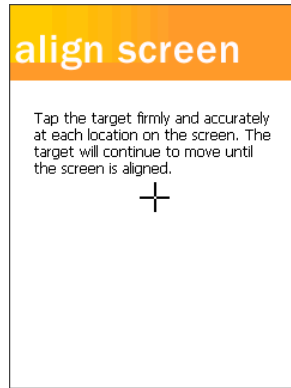 align screen
Tap the target firmly and accurately
at each location on the screen. The
target will continue to move until
the screen is aligned.